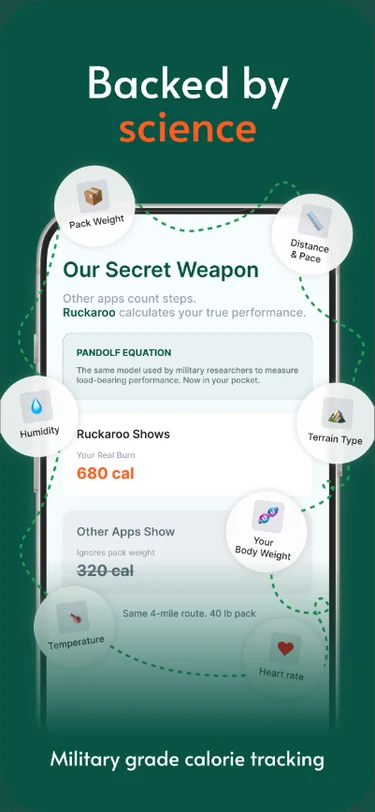 Backed by
science
Pack Weight
Distance
& Pace
Our Secret Weapon
Other apps count steps.
Ruckaroo calculates your true performance.
PANDOLF EQUATION
The same model used by military researchers to measure
load-bearing performance. Now in your pocket.
Humidity
Terrain Type
Ruckaroo Shows
Your Real Burn
680 cal
Your
Body Weight
Other Apps Show
Ignores pack weight
320 cal
Temperature
Same 4-mile route. 40 lb pack
Heart rate
Military grade calorie tracking